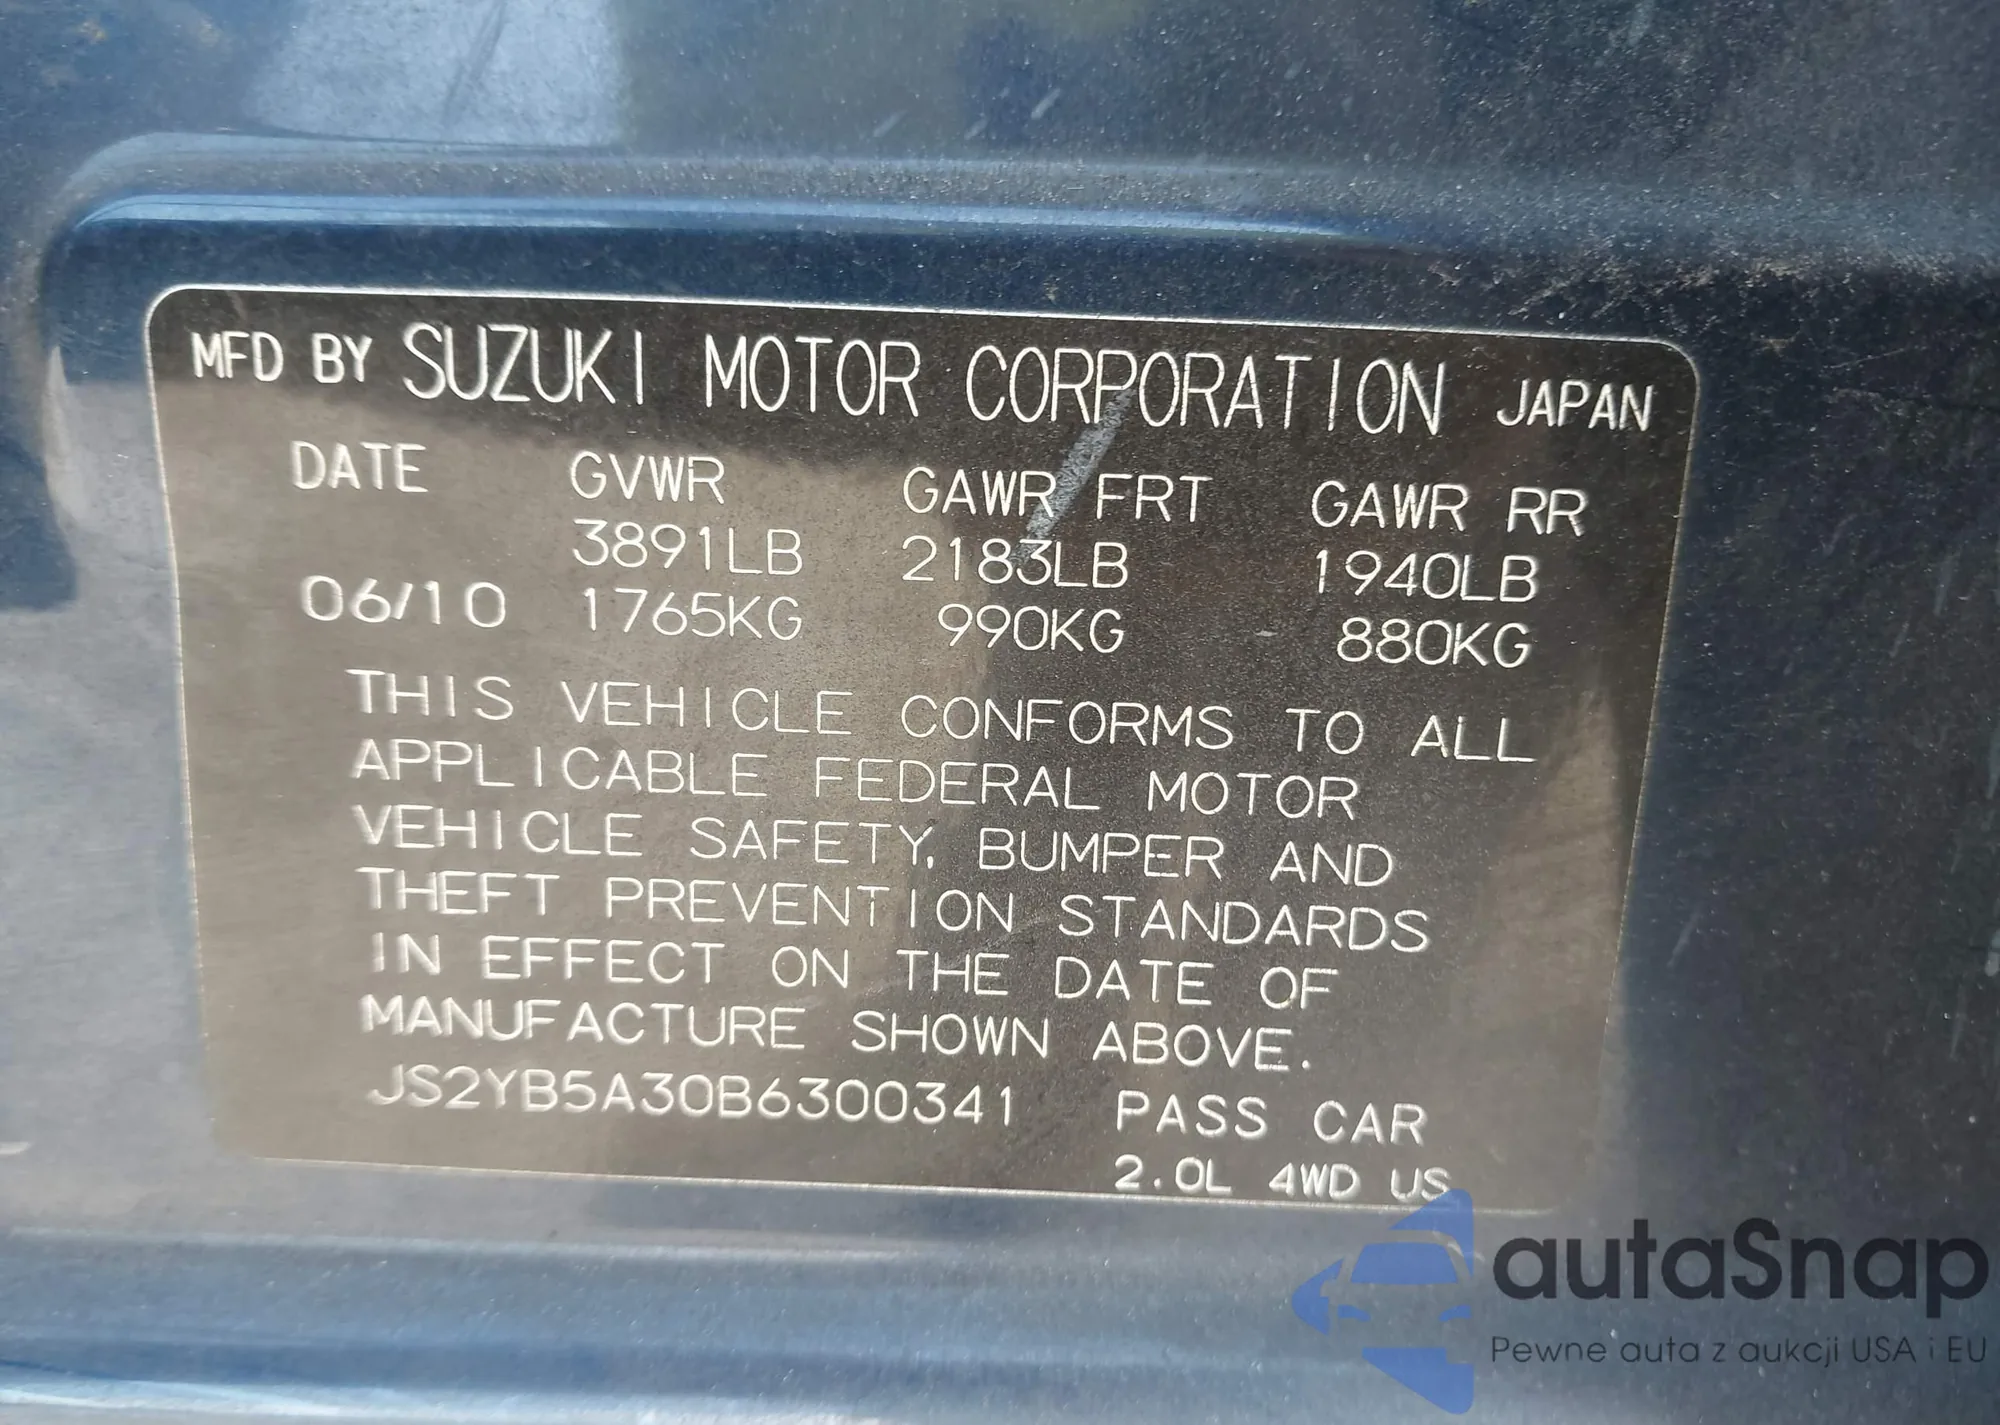 MFD BY SUZUKI MOTOR CORPORATION JAPAN
DATE GVWR GAWR FRT GAWR RR
3891LB 2183LB 1940LB
06/10 1765KG 990KG 880KG
THIS VEHICLE CONFORMS TO ALL
APPLICABLE FEDERAL MOTOR
VEHICLE SAFETY, BUMPER AND
THEFT PREVENTION STANDARDS
IN EFFECT ON THE DATE OF
MANUFACTURE SHOWN ABOVE.
JS2YB5A30B6300341 PASS CAR
2.0L 4WD US
autaSnap
Pewne auta z aukcji USA i EU